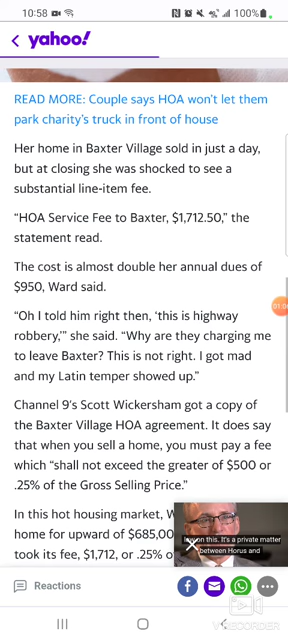 10:58
100%
yahoo!
READ MORE: Couple says HOA won't let them
park charity's truck in front of house
Her home in Baxter Village sold in just a day,
but at closing she was shocked to see a
substantial line-item fee.
"HOA Service Fee to Baxter, $1,712.50," the
statement read.
The cost is almost double her annual dues of
$950, Ward said.
"Oh I told him right then, 'this is highway
robbery,'" she said. "Why are they charging me
to leave Baxter? This is not right. I got mad
and my Latin temper showed up."
Channel 9's Scott Wickersham got a copy of
the Baxter Village HOA agreement. It does say
that when you sell a home, you must pay a fee
which "shall not exceed the greater of $500 or
.25% of the Gross Selling Price."
In this hot housing market, W
home for upward of $685,00
took its fee, $1,712, or .25% o
law on this. It's a private matter
between Horus and
Reactions
VRECORDER